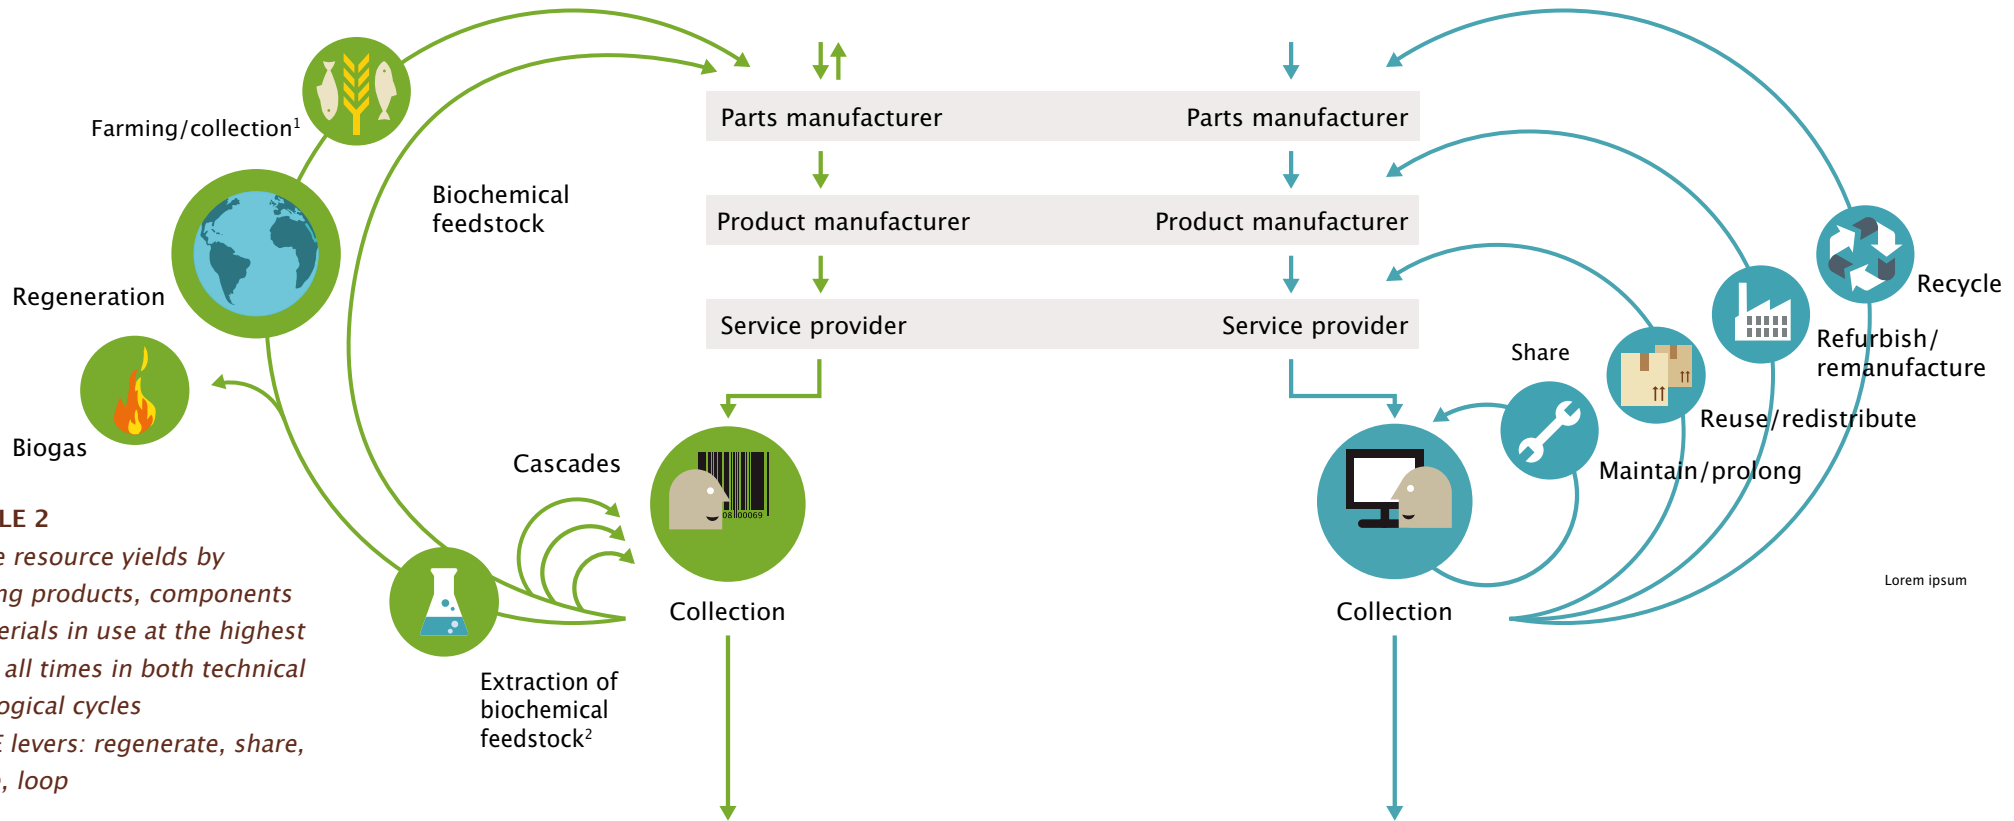 Farming/collection1
Biochemical
feedstock
Regeneration
Biogas
Parts manufacturer
Parts manufacturer
Product manufacturer
Product manufacturer
Service provider
Service provider
Recycle
Refurbish/
remanufacture
Share
Reuse/redistribute
Maintain/prolong
Cascades
08 00069
Collection
Collection
Extraction of
biochemical
feedstock2
LE 2
e resource yields by
ng products, components
erials in use at the highest
all times in both technical
ogical cycles
E levers: regenerate, share,
, loop
Lorem ipsum